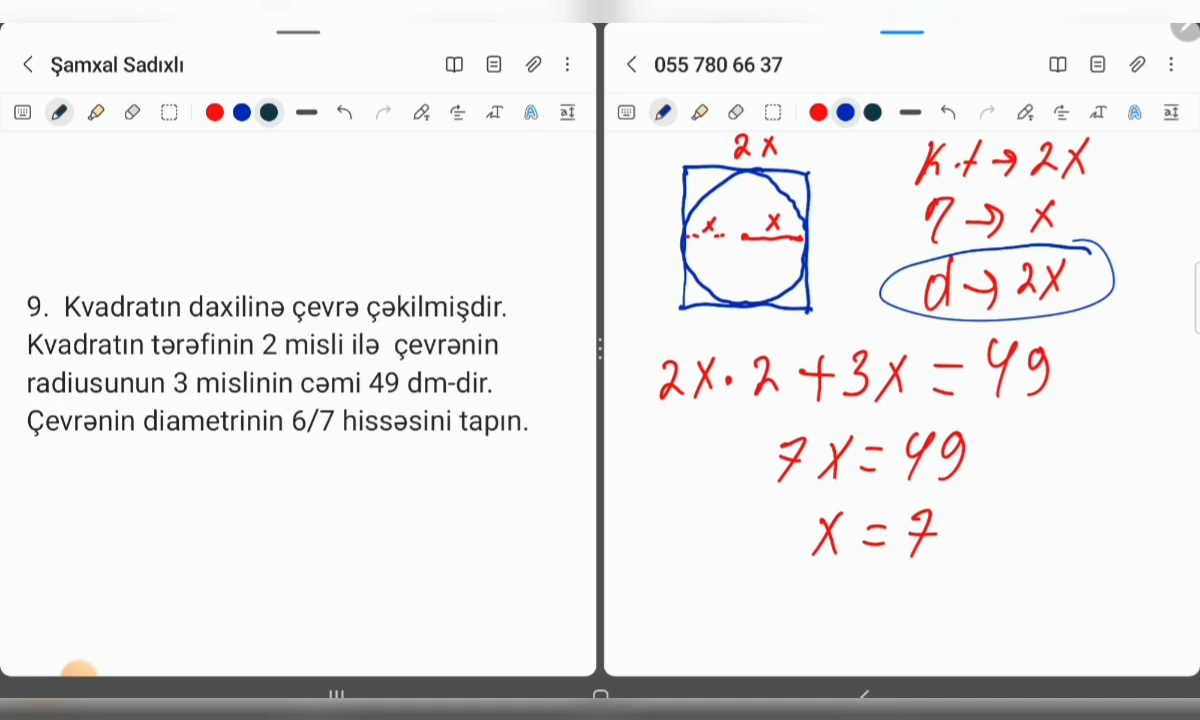 Şamxal Sadıxlı
9. Kvadratın daxilinə çevrə çəkilmişdir.
Kvadratın tərəfinin 2 misli ilə çevrənin
radiusunun 3 mislinin cəmi 49 dm-dir.
Çevrənin diametrinin 6/7 hissəsini tapın.
055 780 66 37
2x
x x
K.t → 2x
r → x
d → 2x
2x · 2 + 3x = 49
7x = 49
x = 7